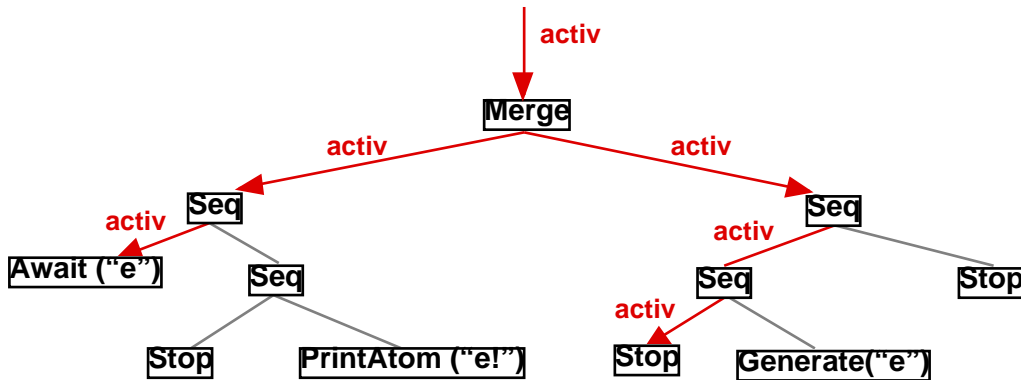 activ
Merge
activ
activ
Seq
Seq
activ
activ
Await (“e”)
Seq
Seq
Stop
activ
Stop
PrintAtom (“e!”)
Stop
Generate(“e”)